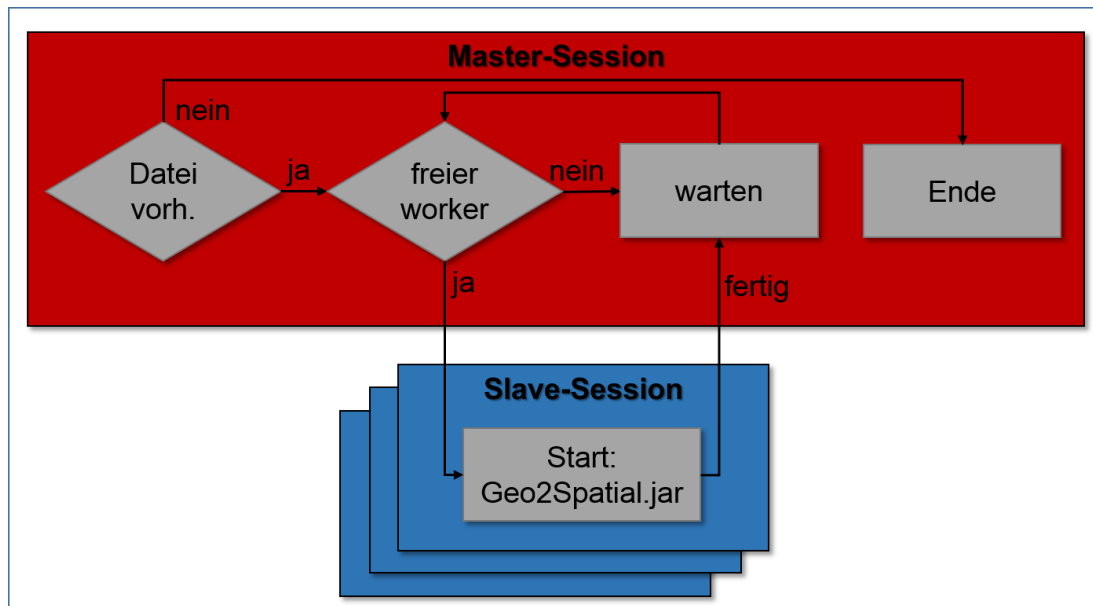 Master-Session
nein
Datei
vorh.
ja
freier
worker
nein
warten
Ende
ja
fertig
Slave-Session
Start:
Geo2Spatial.jar